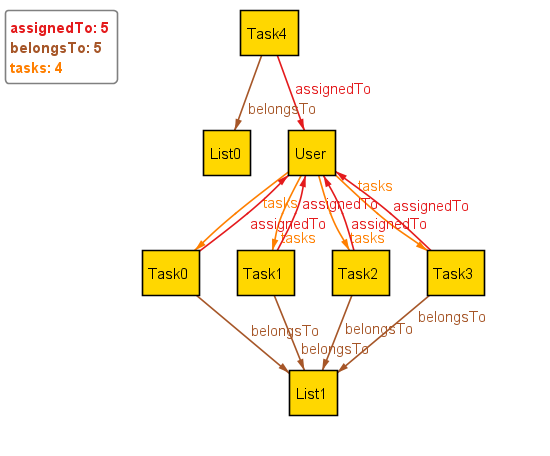 assignedTo: 5
belongsTo: 5
tasks: 4
Task4
assignedTo
belongsTo
List0
User
tasks
tasks
assignedTo
assignedTo
assignedTo
assignedTo
tasks
tasks
Task0
Task1
Task2
Task3
belongsTo
belongsTo
belongsTo
belongsTo
List1